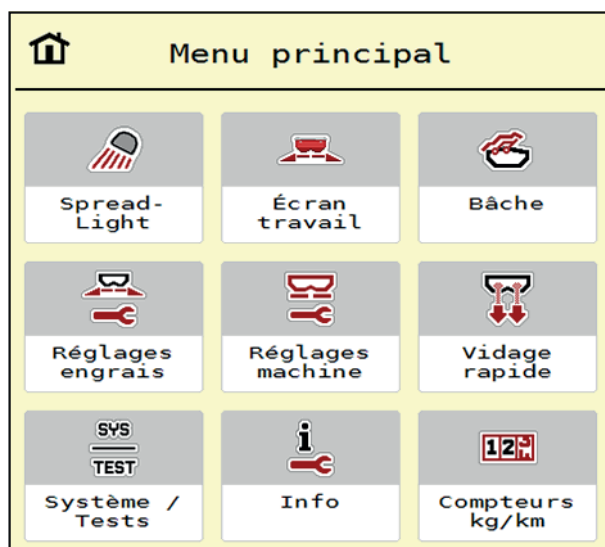 Menu principal
Spread-
Light
Écran
travail
Bâche
Réglages
engrais
Réglages
machine
Vidage
rapide
SYS
TEST
Système /
Tests
i
Info
12
Compteurs
kg/km